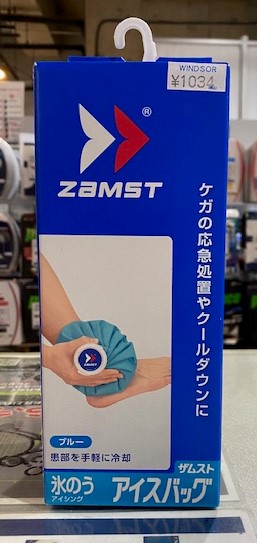 WINDSOR
¥1034
®
ZAMST
ケガの応急処置やクールダウンに
ZAMST
ブルー
患部を手軽に冷却
氷のう
アイシング
ザムスト
アイスバッグ